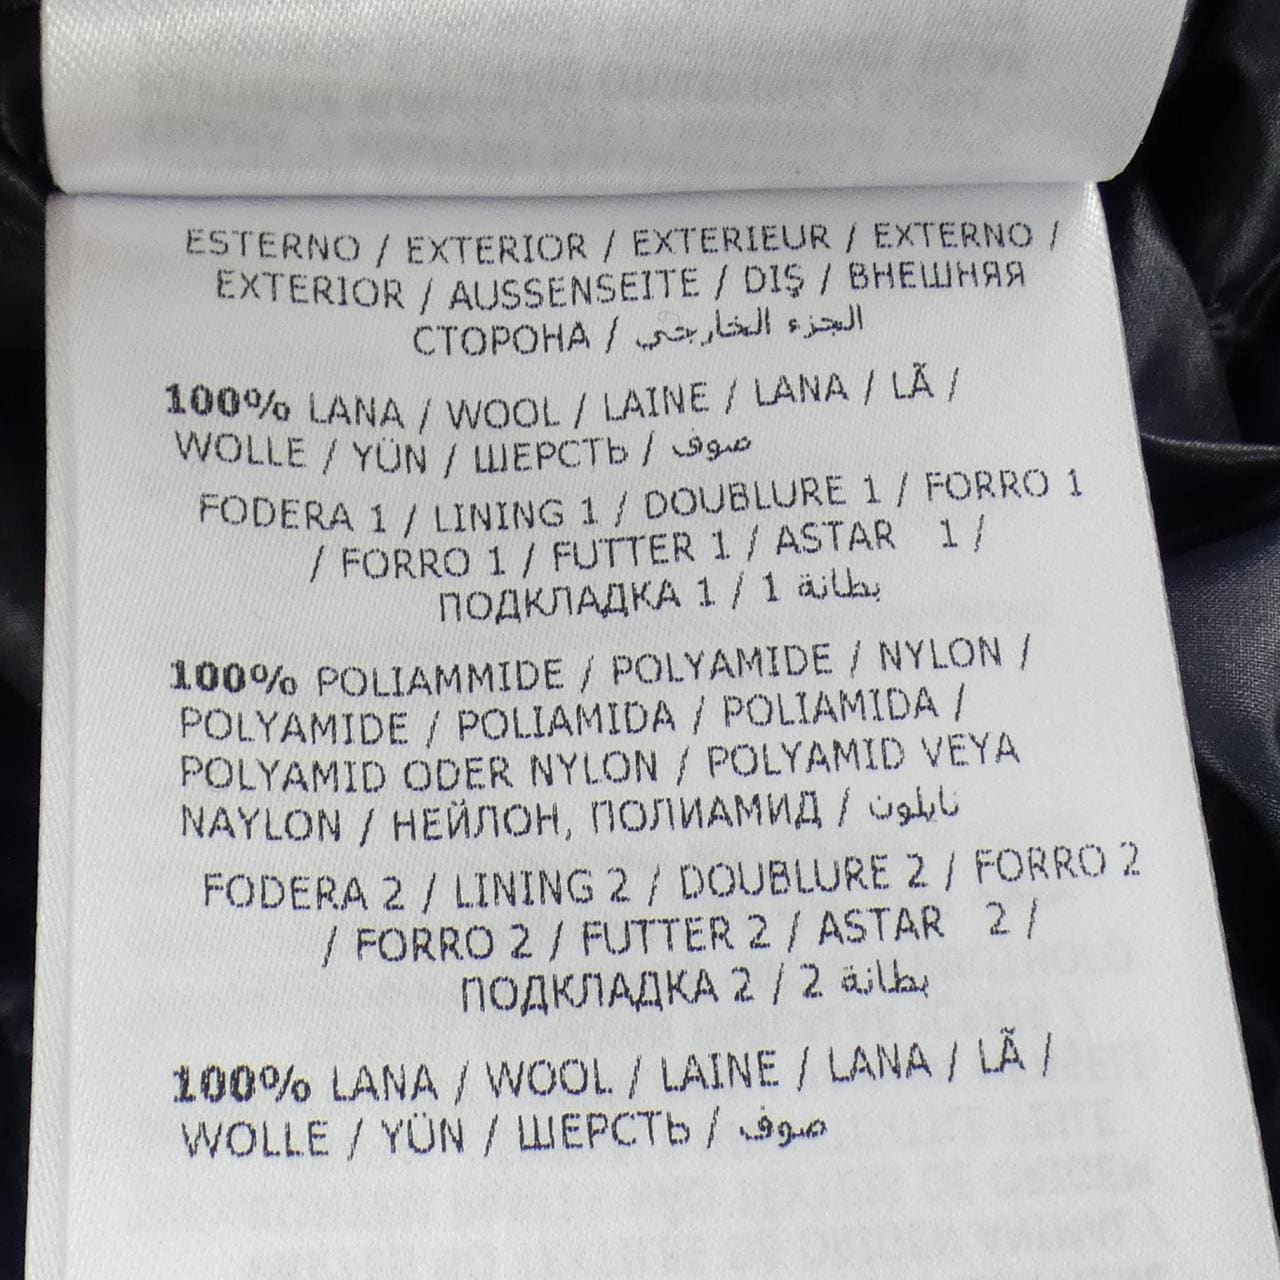 ESTERNO / EXTERIOR / EXTERIEUR / EXTERNO /
EXTERIOR / AUSSENSEITE / DIŞ / ВНЕШНЯЯ
СТОРОНА / الجزء الخارجي
100% LANA / WOOL / LAINE / LANA / LÃ /
WOLLE / YÜN / ШЕРСТЬ / صوف
FODERA 1 / LINING 1 / DOUBLURE 1 / FORRO 1
/ FORRO 1 / FUTTER 1 / ASTAR 1 /
ПОДКЛАДКА 1 / 1 بطانة
100% POLIAMMIDE / POLYAMIDE / NYLON /
POLYAMIDE / POLIAMIDA / POLIAMIDA /
POLYAMID ODER NYLON / POLYAMID VEYA
NAYLON / НЕЙЛОН, ПОЛИАМИД / نايلون
FODERA 2 / LINING 2 / DOUBLURE 2 / FORRO 2
/ FORRO 2 / FUTTER 2 / ASTAR 2 /
ПОДКЛАДКА 2 / 2 بطانة
100% LANA / WOOL / LAINE / LANA / LÃ /
WOLLE / YÜN / ШЕРСТЬ / صوف